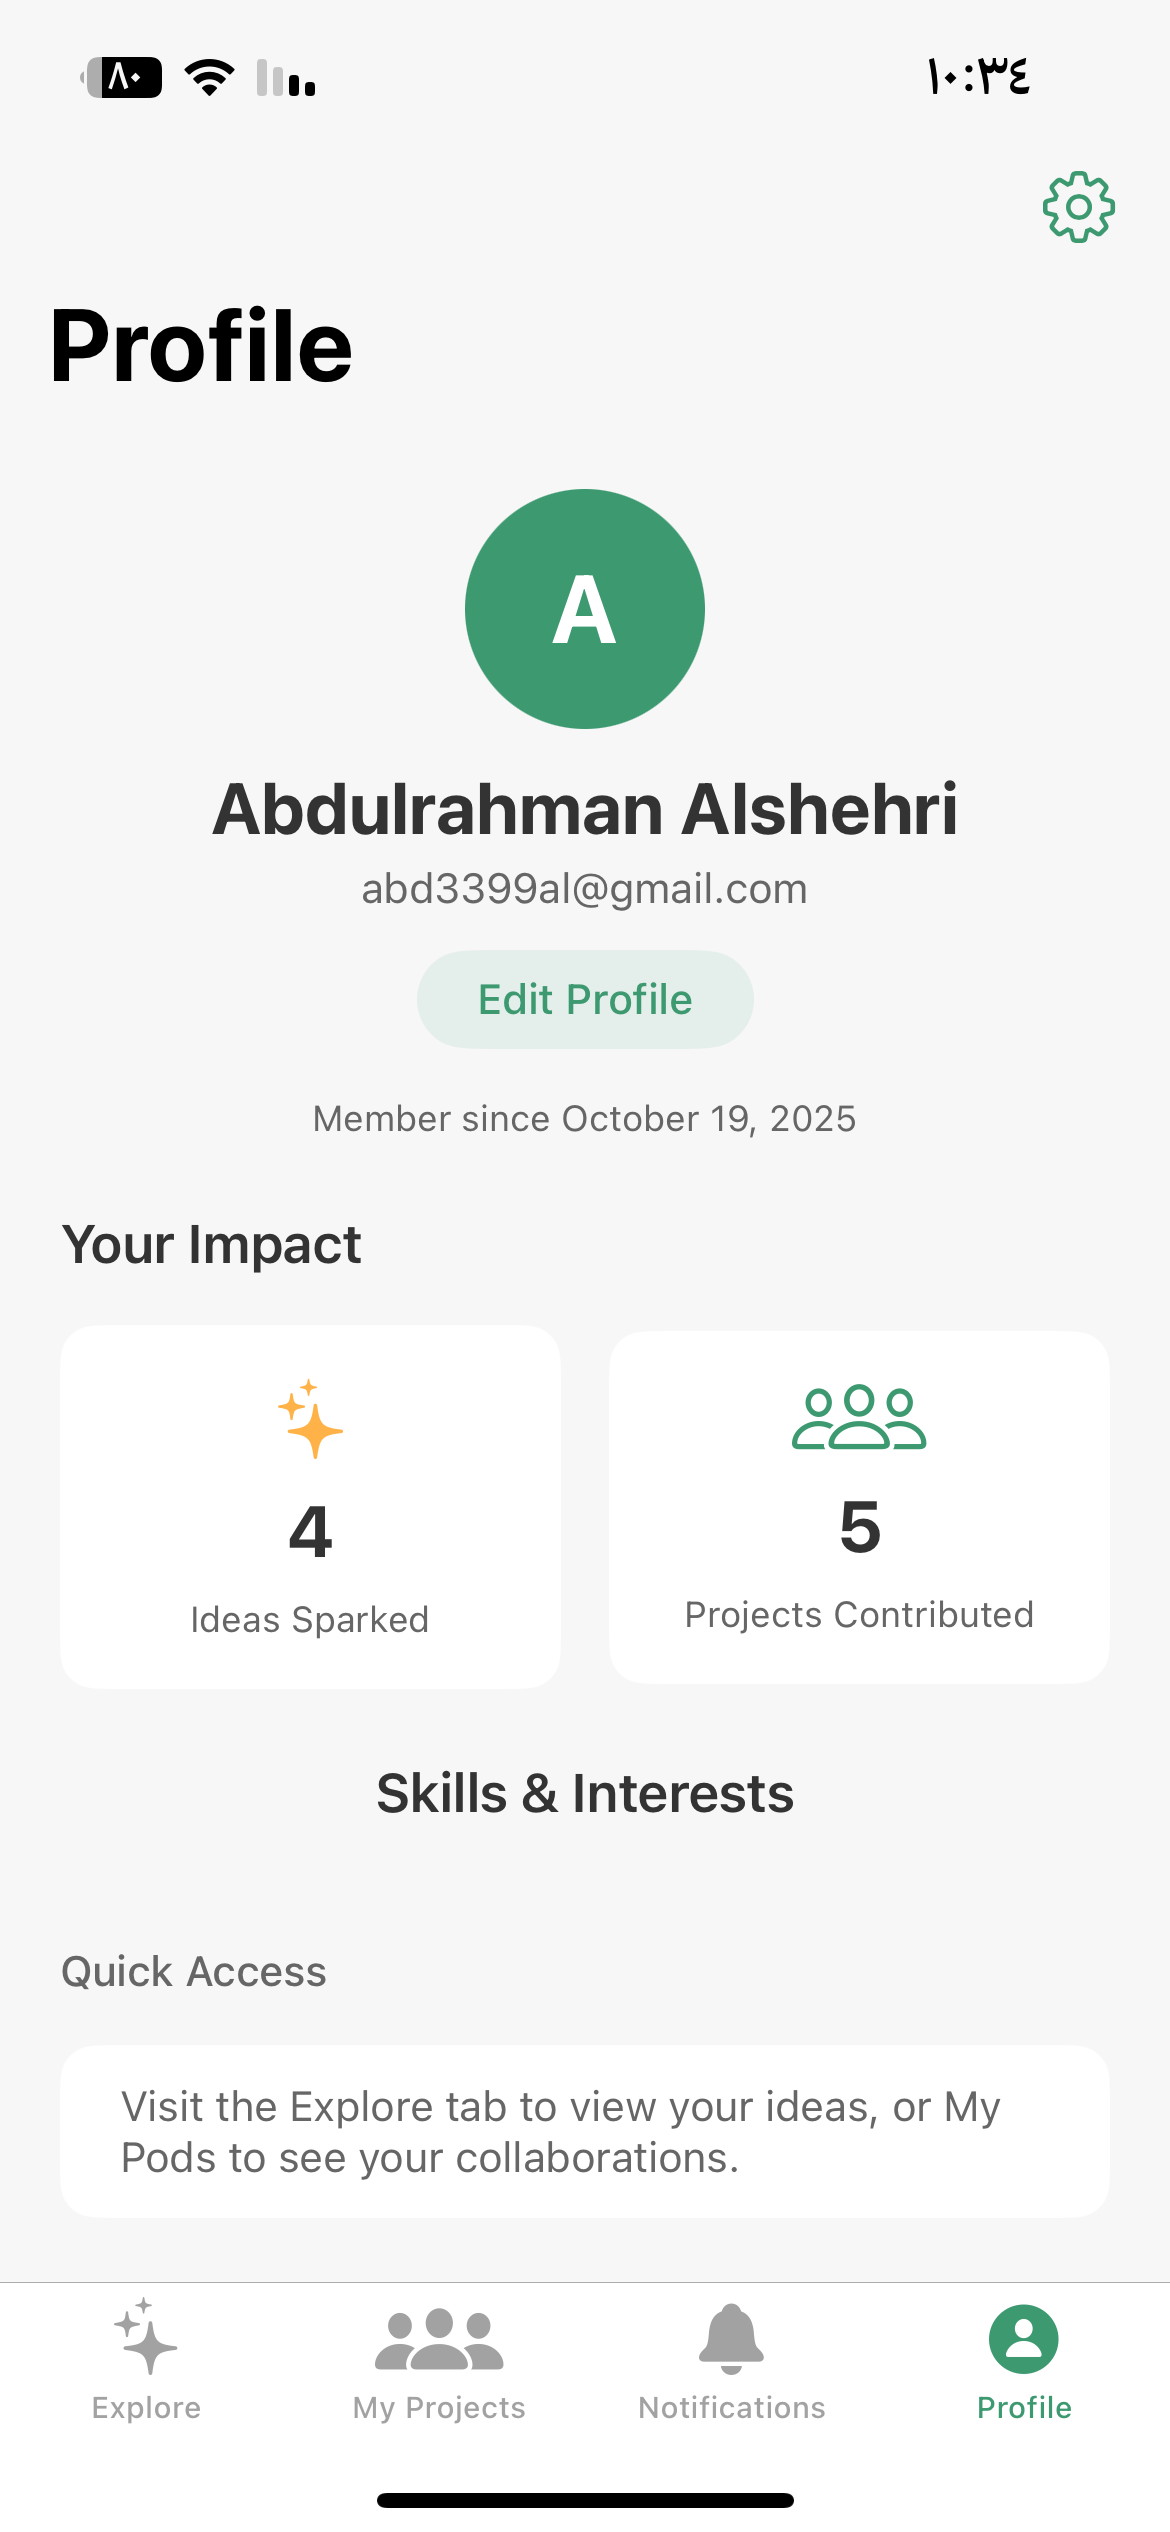 ٨٠
١٠:٣٤
Profile
A
Abdulrahman Alshehri
abd3399al@gmail.com
Edit Profile
Member since October 19, 2025
Your Impact
4
Ideas Sparked
5
Projects Contributed
Skills & Interests
Quick Access
Visit the Explore tab to view your ideas, or My
Pods to see your collaborations.
Explore
My Projects
Notifications
Profile